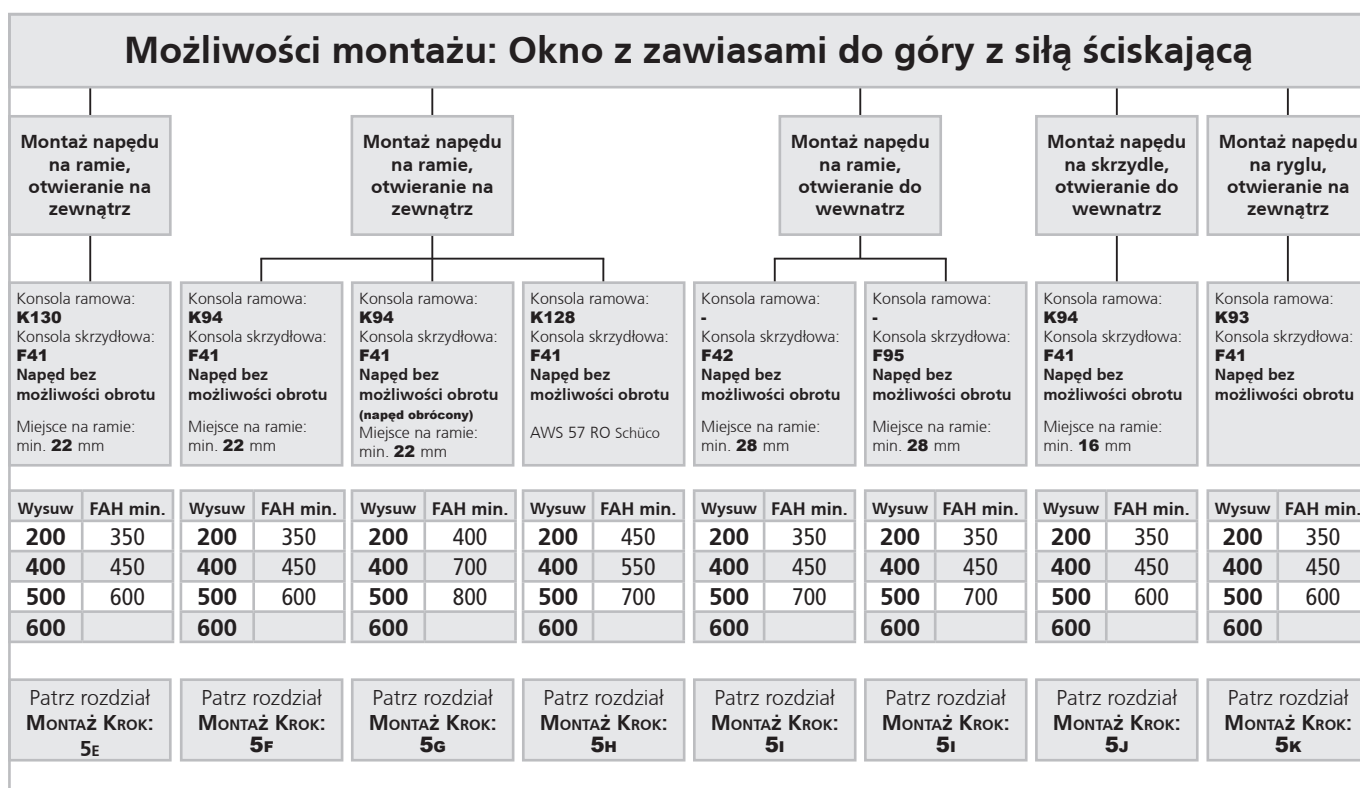 Możliwości montażu: Okno z zawiasami do góry z siłą ściskającą
Montaż napędu
na ramie,
otwieranie na
zewnątrz
Montaż napędu
na ramie,
otwieranie na
zewnątrz
Montaż napędu
na ramie,
otwieranie do
wewnatrz
Montaż napędu
na skrzydle,
otwieranie do
wewnatrz
Montaż napędu
na ryglu,
otwieranie na
zewnątrz
Konsola ramowa:
K130
Konsola skrzydłowa:
F41
Napęd bez
możliwości obrotu
Miejsce na ramie:
min. 22 mm
Konsola ramowa:
K94
Konsola skrzydłowa:
F41
Napęd bez
możliwości obrotu
Miejsce na ramie:
min. 22 mm
Konsola ramowa:
K94
Konsola skrzydłowa:
F41
Napęd bez
możliwości obrotu
(napęd obrócony)
Miejsce na ramie:
min. 22 mm
Konsola ramowa:
K128
Konsola skrzydłowa:
F41
Napęd bez
możliwości obrotu
AWS 57 RO Schüco
Konsola ramowa:
-
Konsola skrzydłowa:
F42
Napęd bez
możliwości obrotu
Miejsce na ramie:
min. 28 mm
Konsola ramowa:
-
Konsola skrzydłowa:
F95
Napęd bez
możliwości obrotu
Miejsce na ramie:
min. 28 mm
Konsola ramowa:
K94
Konsola skrzydłowa:
F41
Napęd bez
możliwości obrotu
Miejsce na ramie:
min. 16 mm
Konsola ramowa:
K93
Konsola skrzydłowa:
F41
Napęd bez
możliwości obrotu
Wysuw FAH min.
200 350
400 450
500 600
600
Wysuw FAH min.
200 350
400 450
500 600
600
Wysuw FAH min.
200 400
400 700
500 800
600
Wysuw FAH min.
200 450
400 550
500 700
600
Wysuw FAH min.
200 350
400 450
500 700
600
Wysuw FAH min.
200 350
400 450
500 700
600
Wysuw FAH min.
200 350
400 450
500 600
600
Wysuw FAH min.
200 350
400 450
500 600
600
Patrz rozdział
MONTAŻ KROK:
5E
Patrz rozdział
MONTAŻ KROK:
5F
Patrz rozdział
MONTAŻ KROK:
5G
Patrz rozdział
MONTAŻ KROK:
5H
Patrz rozdział
MONTAŻ KROK:
5I
Patrz rozdział
MONTAŻ KROK:
5I
Patrz rozdział
MONTAŻ KROK:
5J
Patrz rozdział
MONTAŻ KROK:
5K